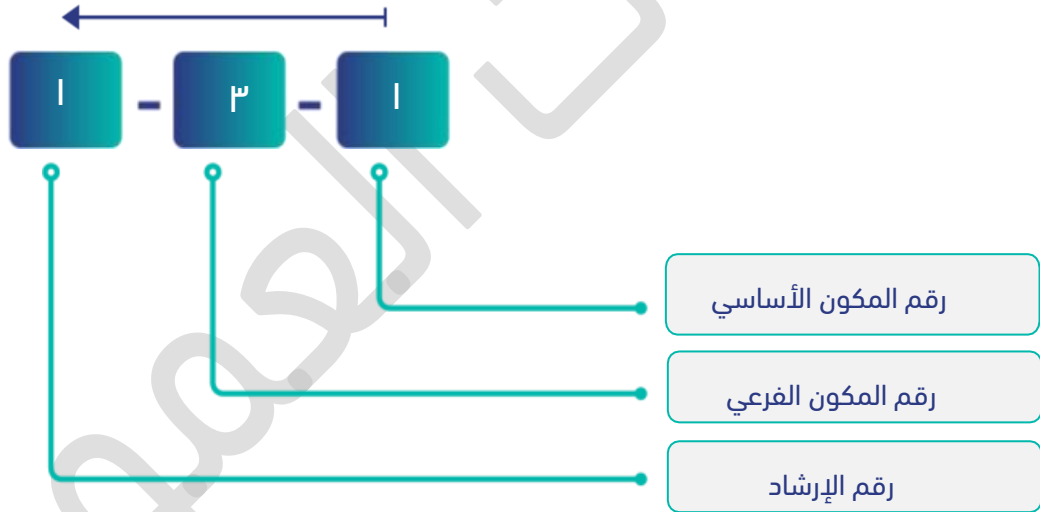 ١ - ٣ - ١
رقم المكون الأساسي
رقم المكون الفرعي
رقم الإرشاد